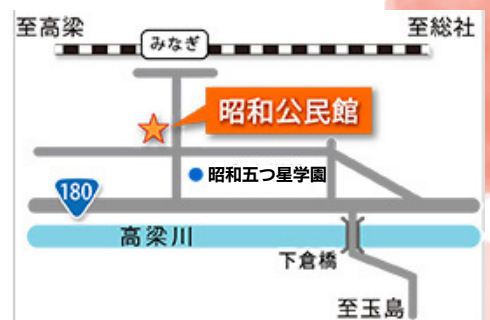 至高梁
至総社
みなぎ
昭和公民館
昭和五つ星学園
180
高梁川
下倉橋
至玉島